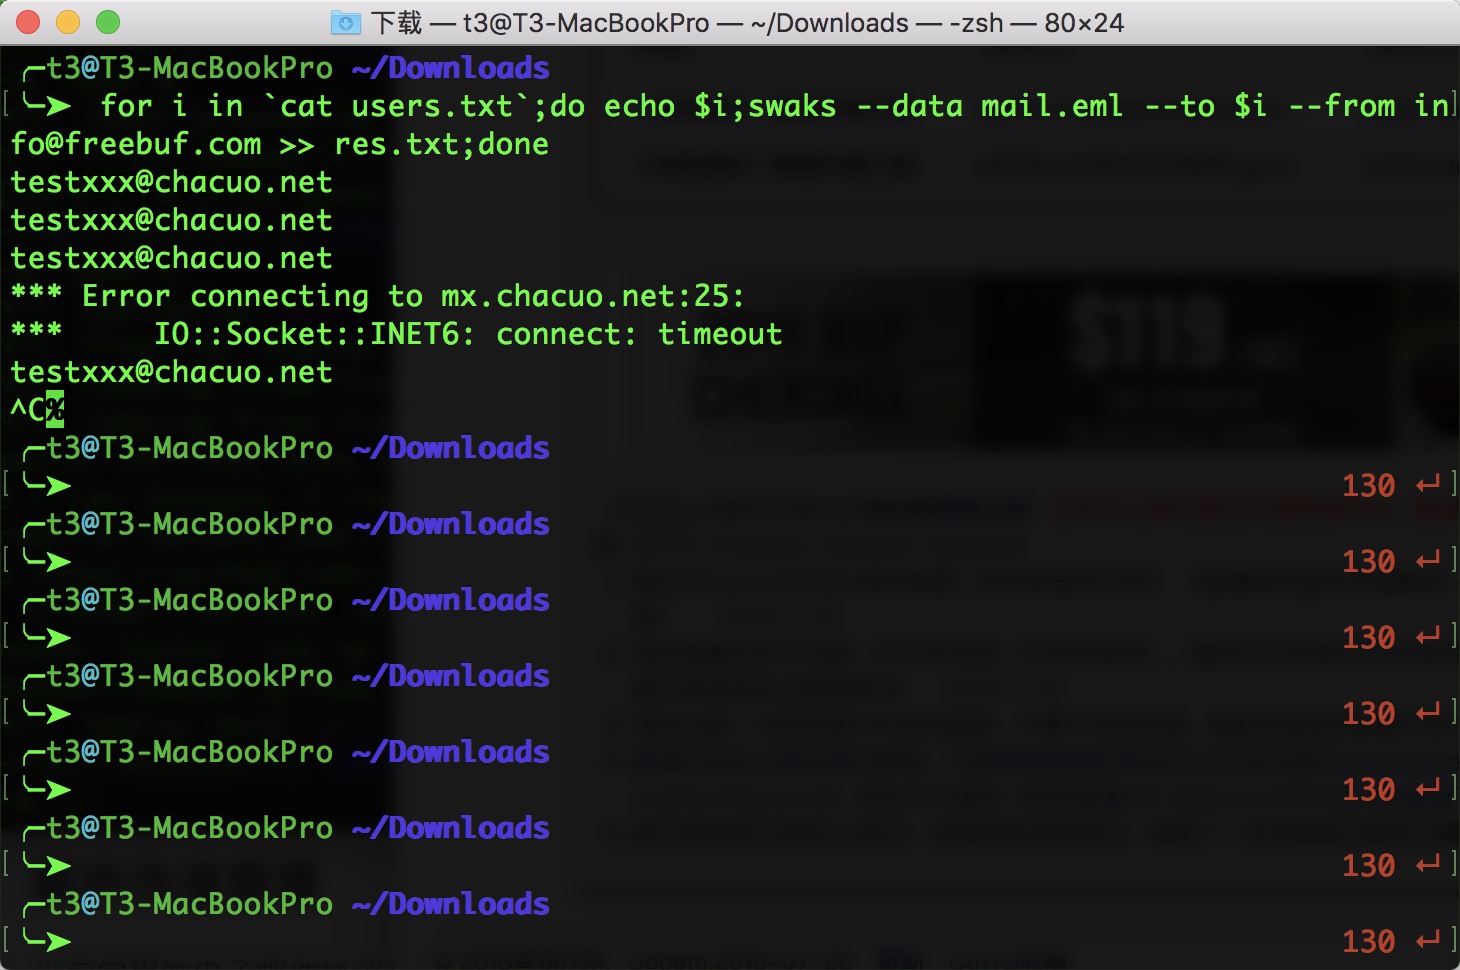 下载 — t3@T3-MacBookPro — ~/Downloads — -zsh — 80×24
╭─t3@T3-MacBookPro ~/Downloads
[ ╰─➤  for i in `cat users.txt`;do echo $i;swaks --data mail.eml --to $i --from in]
fo@freebuf.com >> res.txt;done
testxxx@chacuo.net
testxxx@chacuo.net
testxxx@chacuo.net
*** Error connecting to mx.chacuo.net:25:
***     IO::Socket::INET6: connect: timeout
testxxx@chacuo.net
^C%
╭─t3@T3-MacBookPro ~/Downloads
[ ╰─➤ 130 ↵ ]
╭─t3@T3-MacBookPro ~/Downloads
[ ╰─➤ 130 ↵ ]
╭─t3@T3-MacBookPro ~/Downloads
[ ╰─➤ 130 ↵ ]
╭─t3@T3-MacBookPro ~/Downloads
[ ╰─➤ 130 ↵ ]
╭─t3@T3-MacBookPro ~/Downloads
[ ╰─➤ 130 ↵ ]
╭─t3@T3-MacBookPro ~/Downloads
[ ╰─➤ 130 ↵ ]
╭─t3@T3-MacBookPro ~/Downloads
[ ╰─➤ 130 ↵ ]
$119